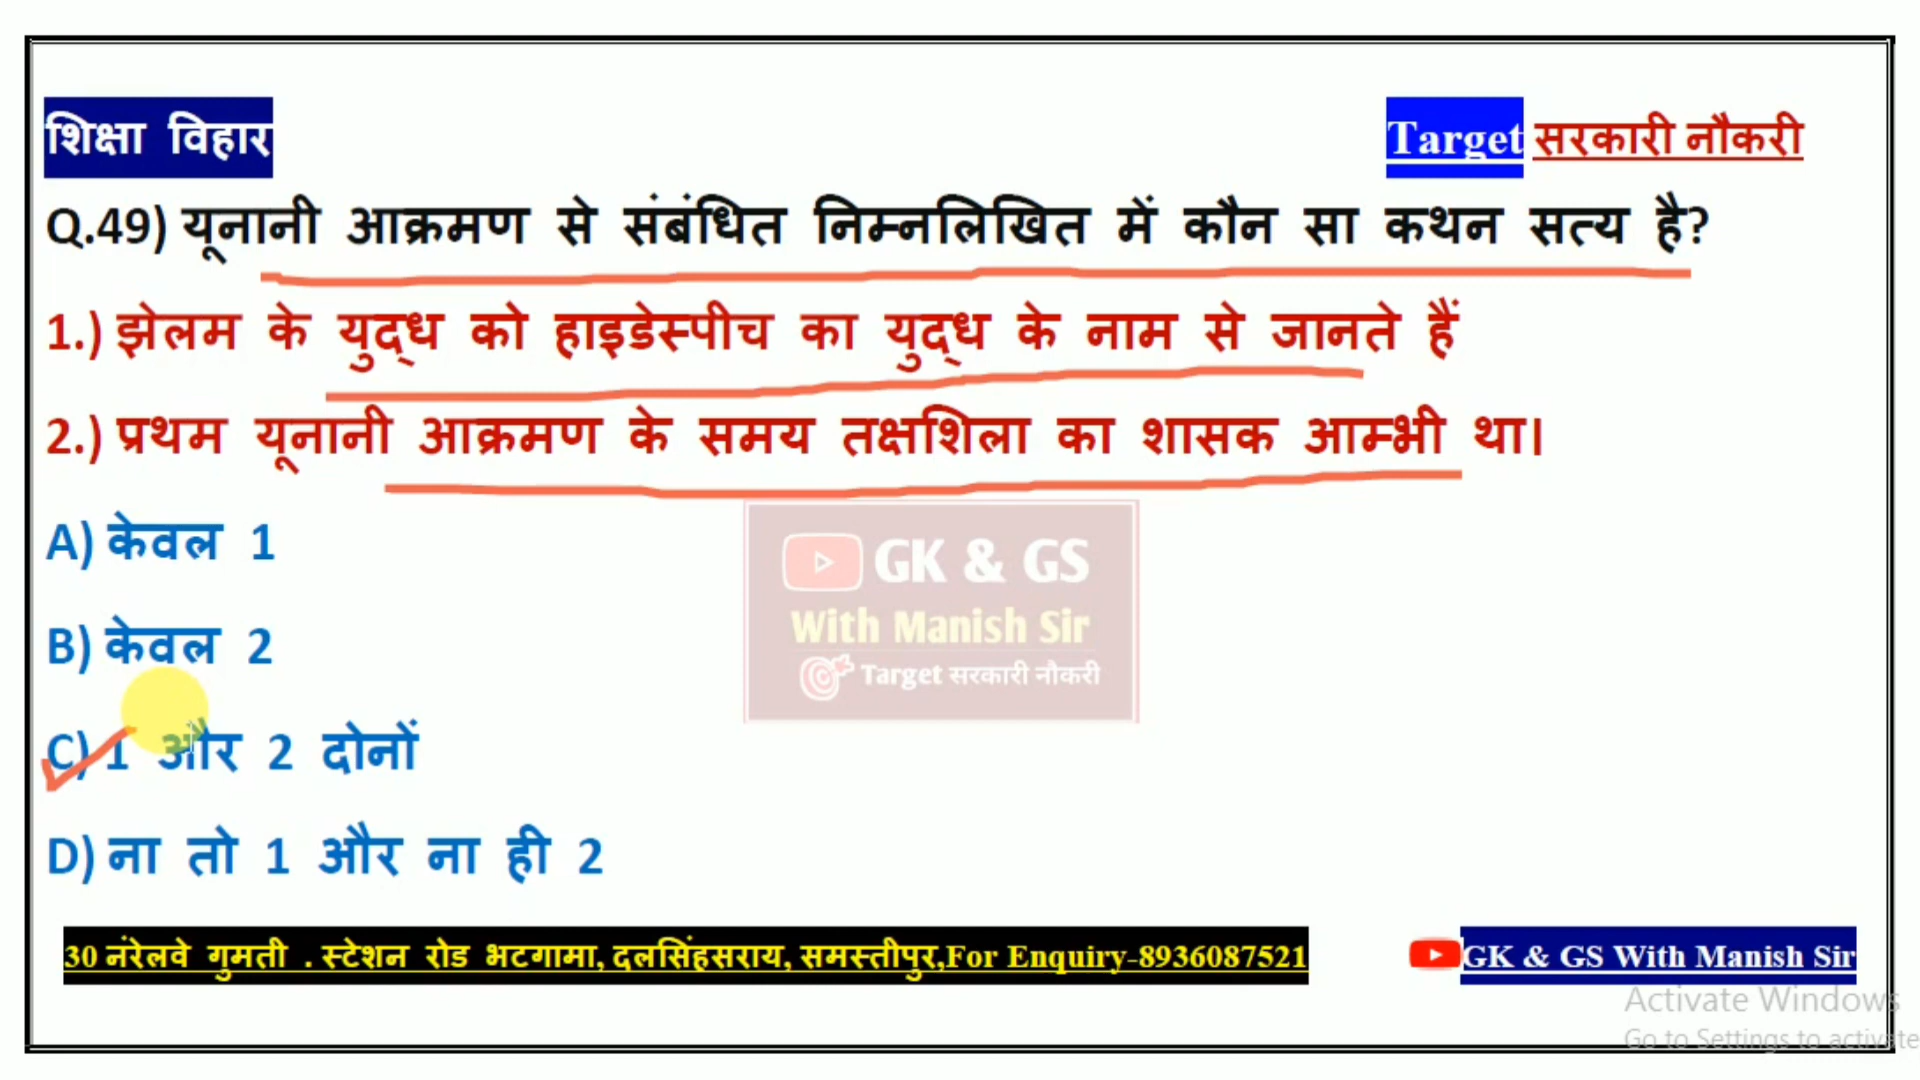 शिक्षा विहार
Target सरकारी नौकरी
Q.49) यूनानी आक्रमण से संबंधित निम्नलिखित में कौन सा कथन सत्य है?
1.) झेलम के युद्ध को हाइडेस्पीच का युद्ध के नाम से जानते हैं
2.) प्रथम यूनानी आक्रमण के समय तक्षशिला का शासक आम्भी था।
A) केवल 1
GK & GS
With Manish Sir
Target सरकारी नौकरी
B) केवल 2
C) 1 और 2 दोनों
D) ना तो 1 और ना ही 2
30 नंरेलवे गुमती . स्टेशन रोड भटगामा, दलसिंहसराय, समस्तीपुर,For Enquiry-8936087521
GK & GS With Manish Sir
Activate Windows
Go to Settings to activate